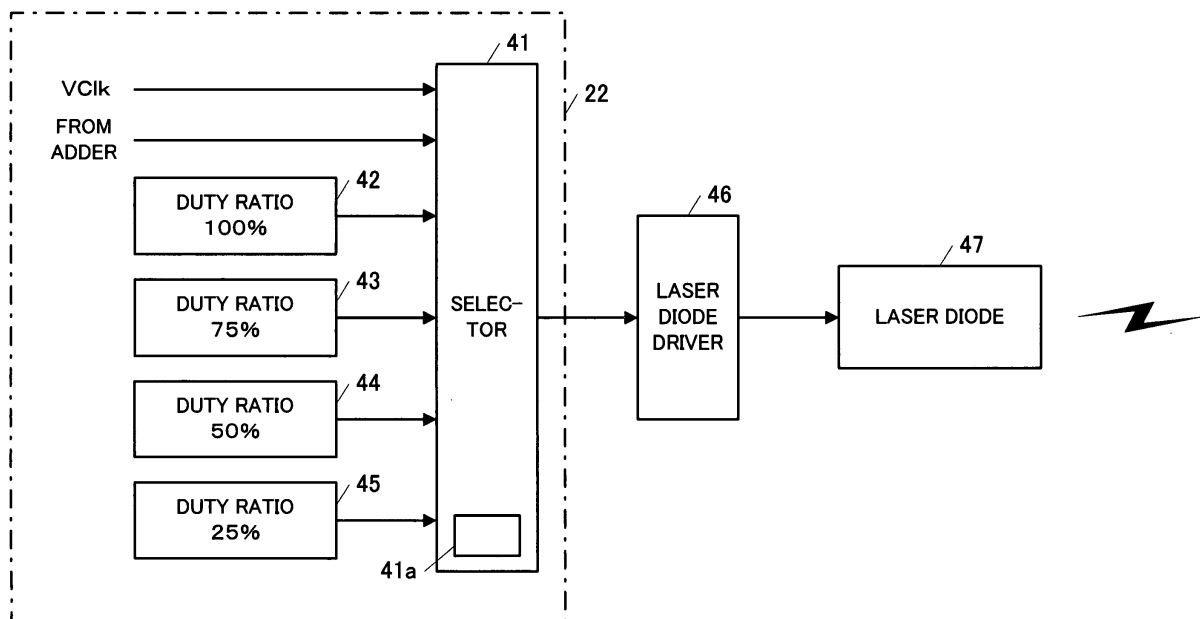 41
VClk
22
FROM
ADDER
42
DUTY RATIO
100%
46
43
DUTY RATIO
75%
47
SELEC-
TOR
LASER
DIODE
DRIVER
LASER DIODE
44
DUTY RATIO
50%
45
DUTY RATIO
25%
41a